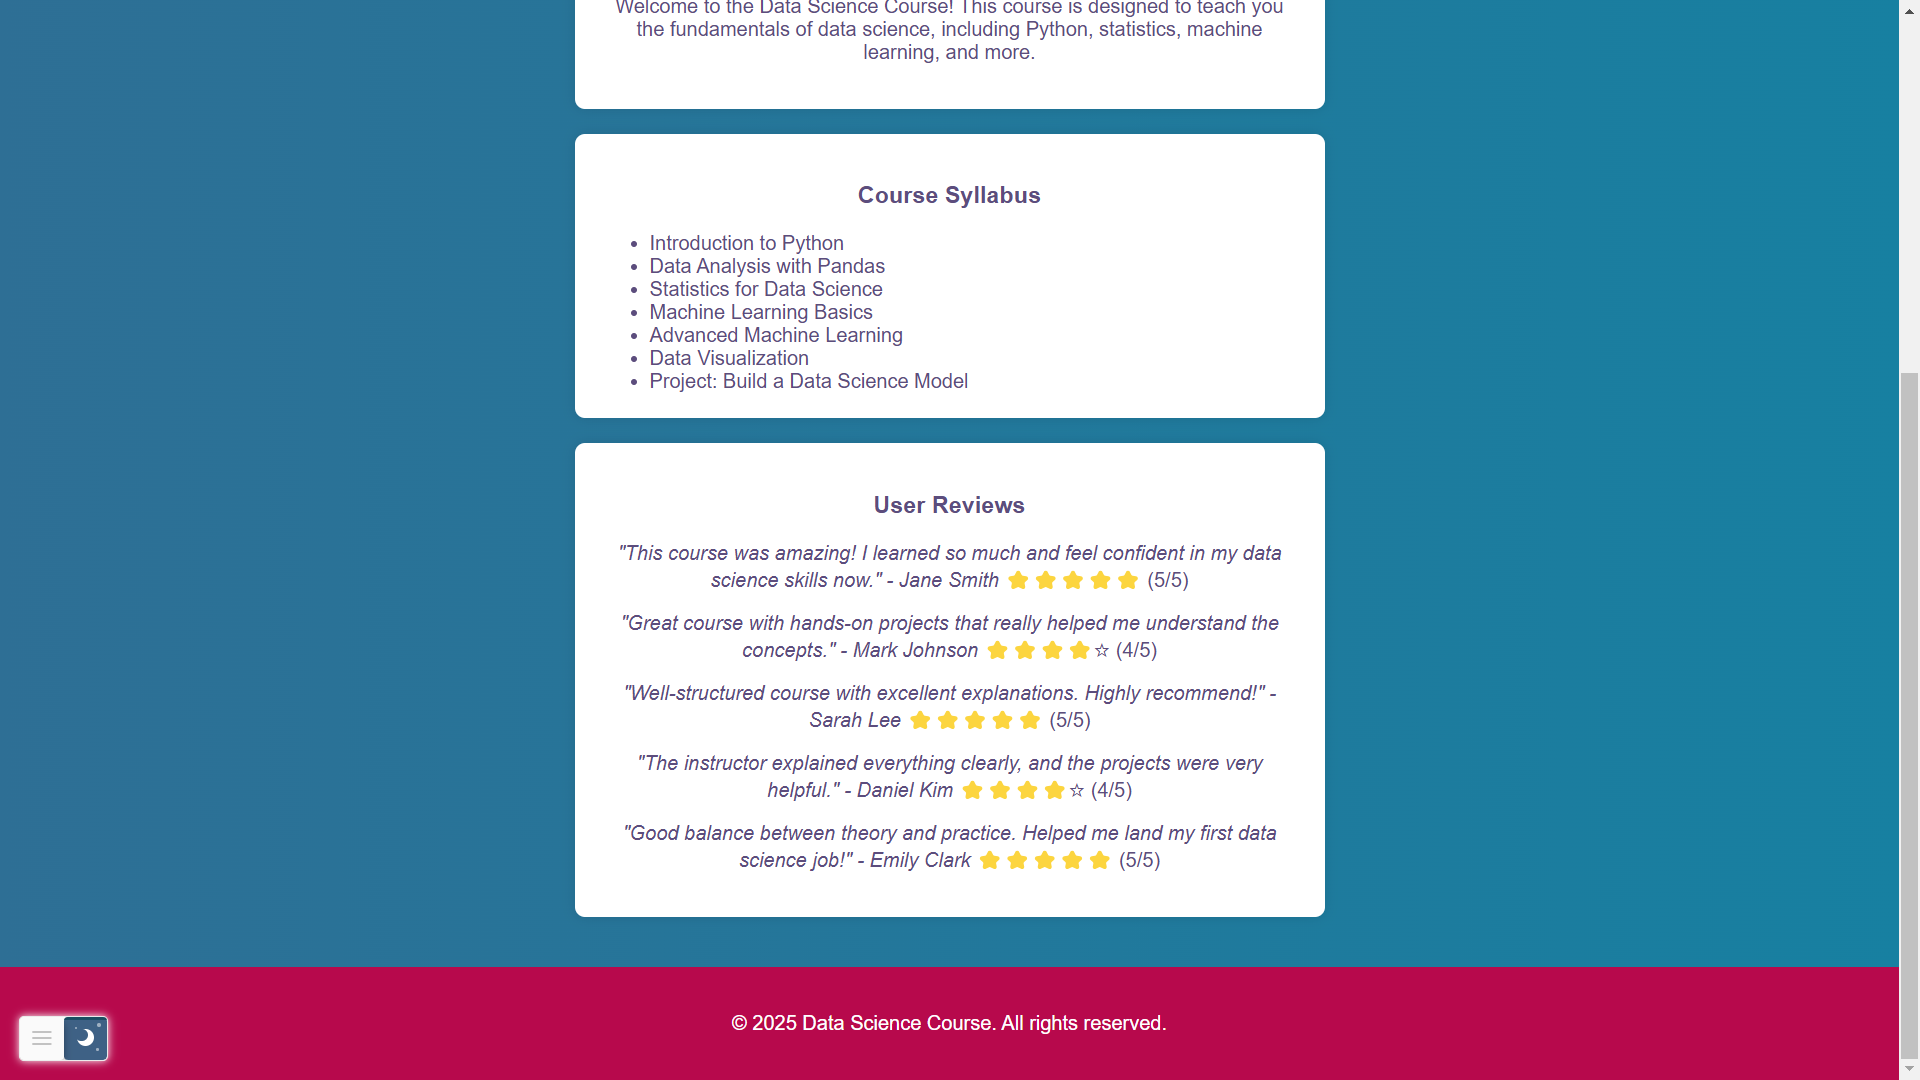 Welcome to the Data Science Course! This course is designed to teach you
the fundamentals of data science, including Python, statistics, machine
learning, and more.
Course Syllabus
• Introduction to Python
• Data Analysis with Pandas
• Statistics for Data Science
• Machine Learning Basics
• Advanced Machine Learning
• Data Visualization
• Project: Build a Data Science Model
User Reviews
"This course was amazing! I learned so much and feel confident in my data
science skills now." - Jane Smith ⭐⭐⭐⭐⭐ (5/5)
"Great course with hands-on projects that really helped me understand the
concepts." - Mark Johnson ⭐⭐⭐⭐☆ (4/5)
"Well-structured course with excellent explanations. Highly recommend!" -
Sarah Lee ⭐⭐⭐⭐⭐ (5/5)
"The instructor explained everything clearly, and the projects were very
helpful." - Daniel Kim ⭐⭐⭐⭐☆ (4/5)
"Good balance between theory and practice. Helped me land my first data
science job!" - Emily Clark ⭐⭐⭐⭐⭐ (5/5)
© 2025 Data Science Course. All rights reserved.